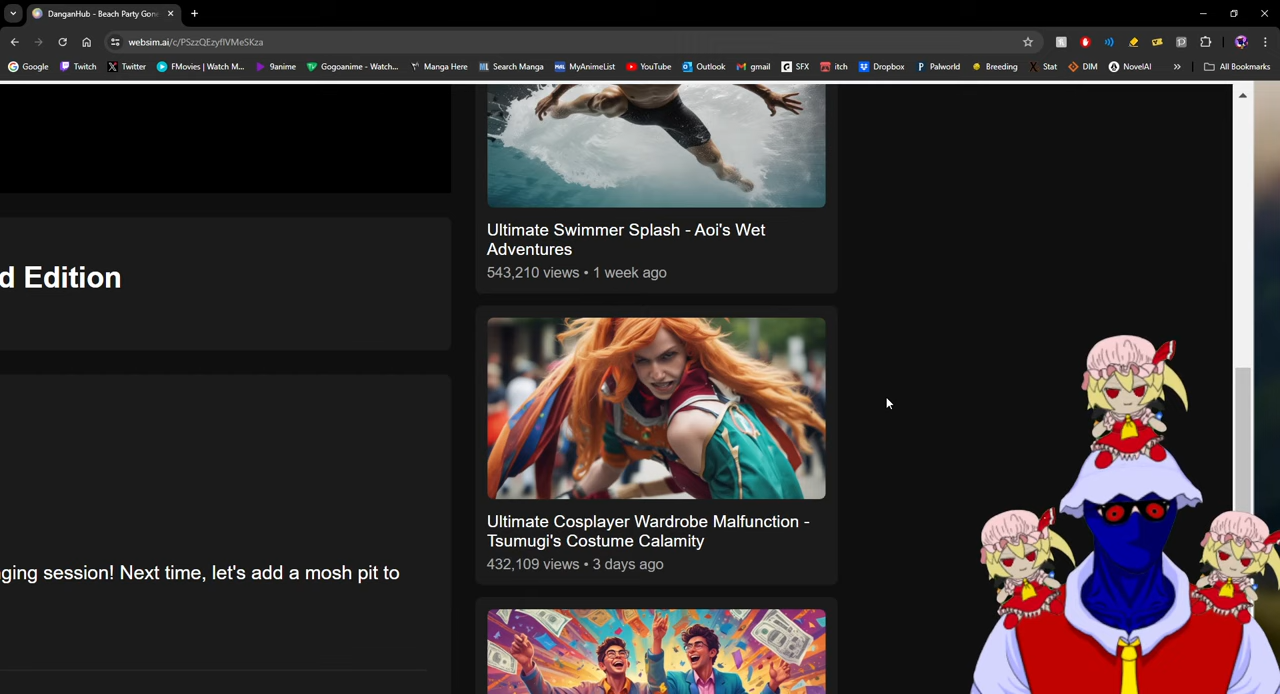 DanganHub - Beach Party Gon
websim.ai/c/PSzzQEzyflVMeSKza
Google
Twitch
Twitter
FMovies | Watch M...
9anime
Gogoanime - Watch...
Manga Here
Search Manga
MyAnimeList
YouTube
Outlook
gmail
SFX
itch
Dropbox
Palworld
Breeding
Stat
DIM
NovelAI
»
All Bookmarks
d Edition
ging session! Next time, let's add a mosh pit to
Ultimate Swimmer Splash - Aoi's Wet
Adventures
543,210 views • 1 week ago
Ultimate Cosplayer Wardrobe Malfunction -
Tsumugi's Costume Calamity
432,109 views • 3 days ago